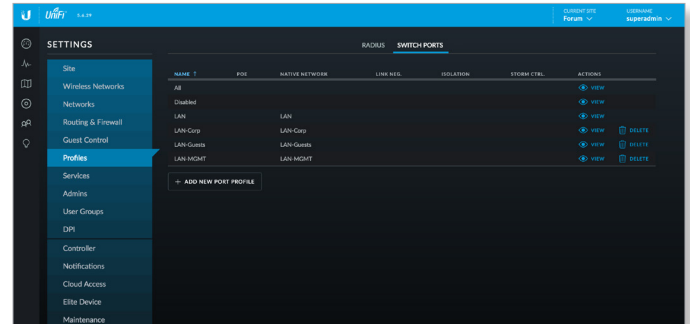 UniFi 5.6.29
CURRENT SITE
Forum
USERNAME
superadmin
SETTINGS
RADIUS SWITCH PORTS
Site
Wireless Networks
Networks
Routing & Firewall
Guest Control
Profiles
Services
Admins
User Groups
DPI
Controller
Notifications
Cloud Access
Elite Device
Maintenance
NAME ↑ POE NATIVE NETWORK LINK NEG. ISOLATION STORM CTRL. ACTIONS
All VIEW
Disabled VIEW
LAN LAN VIEW
LAN-Corp LAN-Corp VIEW DELETE
LAN-Guests LAN-Guests VIEW DELETE
LAN-MGMT LAN-MGMT VIEW DELETE
+ ADD NEW PORT PROFILE